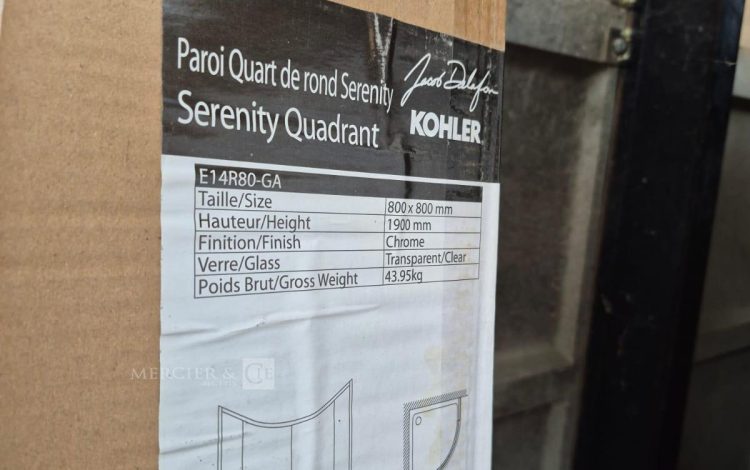 Paroi Quart de rond Serenity
Serenity Quadrant
Jacob Delafon
KOHLER
E14R80-GA
Taille/Size 800 x 800 mm
Hauteur/Height 1900 mm
Finition/Finish Chrome
Verre/Glass Transparent/Clear
Poids Brut/Gross Weight 43.95kg
MERCIER & CIE